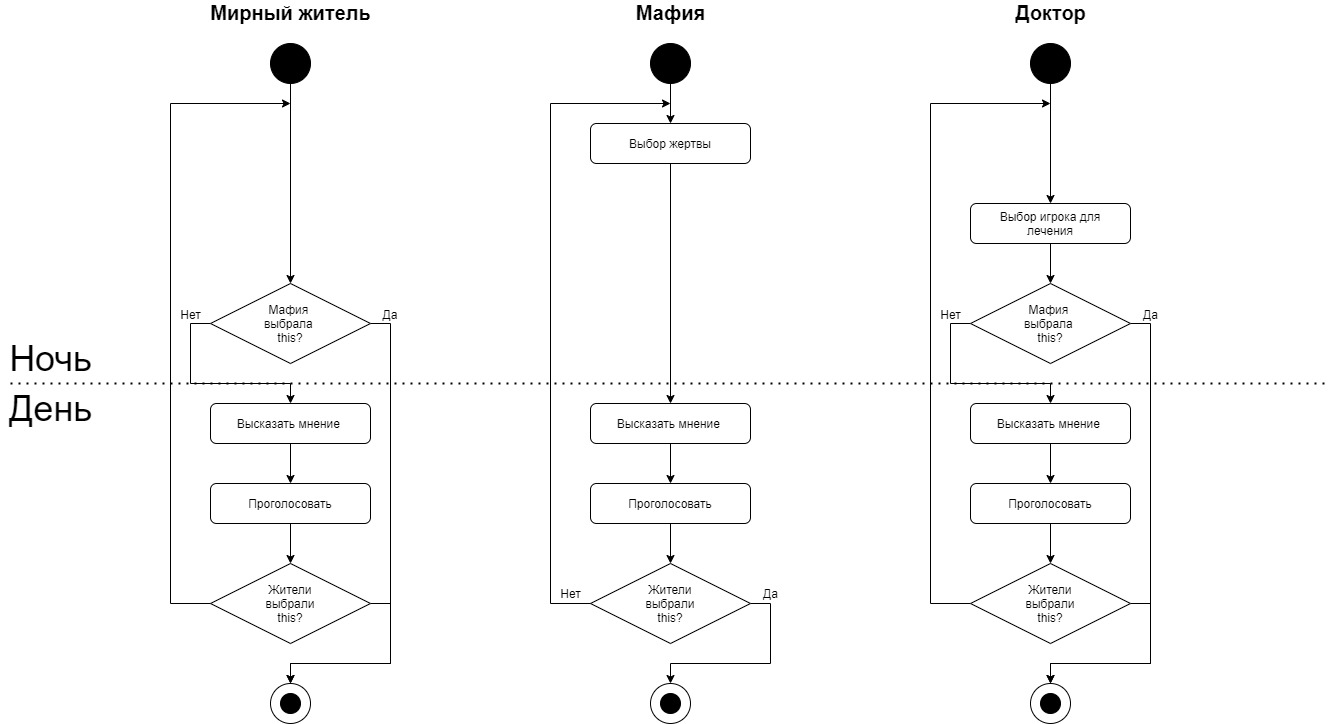 Мирный житель
Мафия
Доктор
Выбор жертвы
Выбор игрока для
лечения
Нет
Мафия
выбрала
this?
Да
Нет
Мафия
выбрала
this?
Да
Ночь
День
Высказать мнение
Высказать мнение
Высказать мнение
Проголосовать
Проголосовать
Проголосовать
Жители
выбрали
this?
Нет
Жители
выбрали
this?
Да
Жители
выбрали
this?